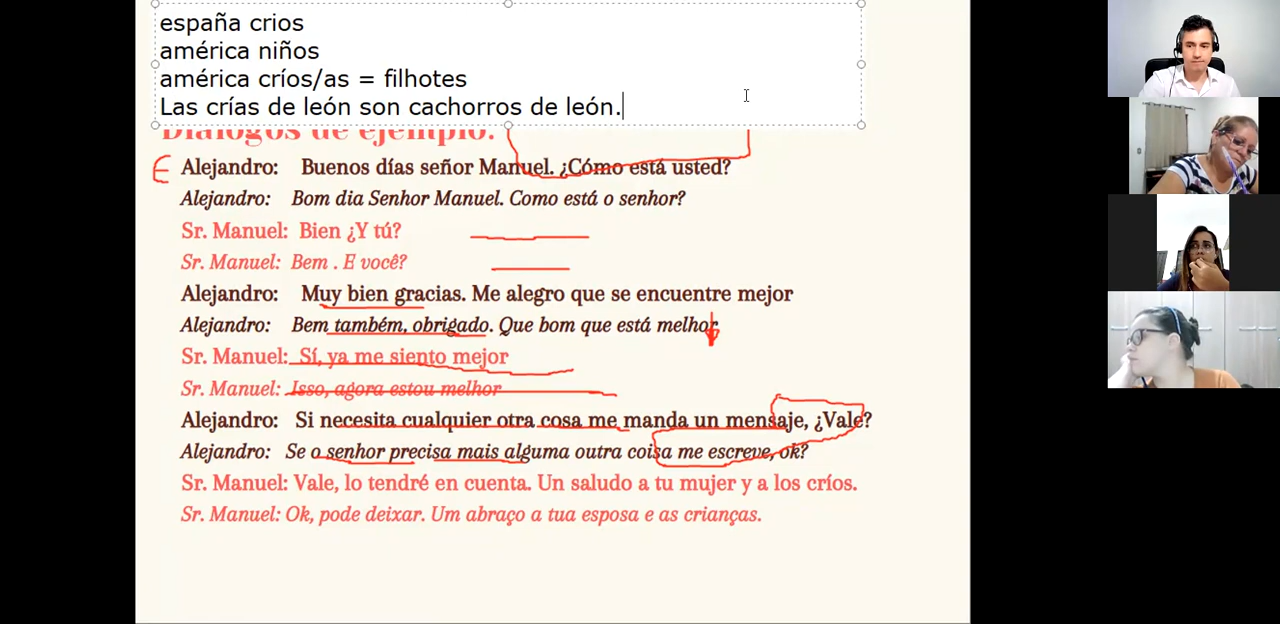 españa crios
américa niños
américa críos/as = filhotes
Las crías de león son cachorros de león.
Diálogos de ejemplo:
Alejandro: Buenos días señor Manuel. ¿Cómo está usted?
Alejandro: Bom dia Senhor Manuel. Como está o senhor?
Sr. Manuel: Bien ¿Y tú?
Sr. Manuel: Bem . E você?
Alejandro: Muy bien gracias. Me alegro que se encuentre mejor
Alejandro: Bem também, obrigado. Que bom que está melhor
Sr. Manuel: Sí, ya me siento mejor
Sr. Manuel: Isso, agora estou melhor
Alejandro: Si necesita cualquier otra cosa me manda un mensaje, ¿Vale?
Alejandro: Se o senhor precisa mais alguma outra coisa me escreve, ok?
Sr. Manuel: Vale, lo tendré en cuenta. Un saludo a tu mujer y a los críos.
Sr. Manuel: Ok, pode deixar. Um abraço a tua esposa e as crianças.